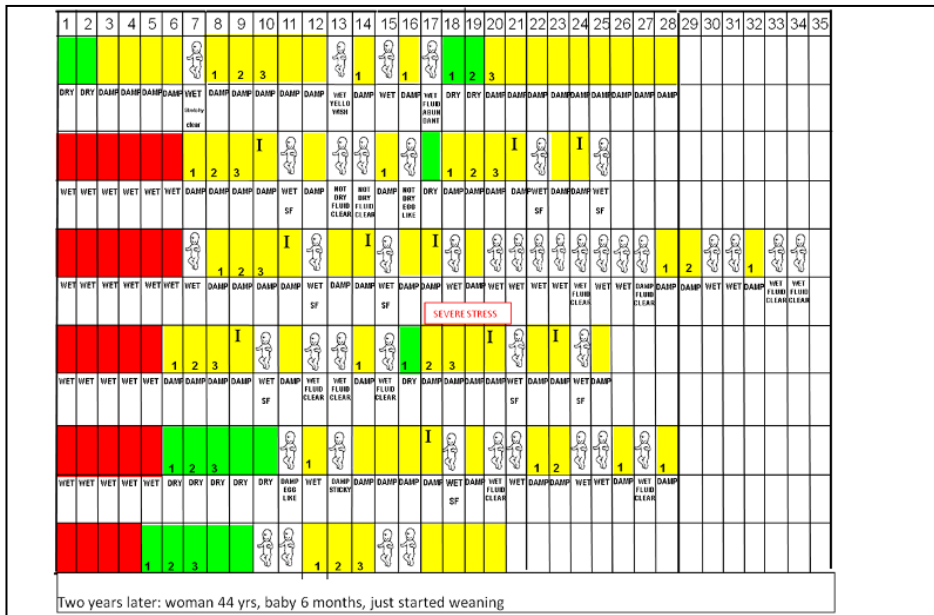 1 2 3 4 5 6 7 8 9 10 11 12 13 14 15 16 17 18 19 20 21 22 23 24 25 26 27 28 29 30 31 32 33 34 35
1 2 3 1 1 1 2 3
DRY DRY DAMP DAMP DAMP DAMP WET DAMP DAMP DAMP DAMP DAMP WET DAMP WET DAMP WET DRY DRY DAMP DAMP DAMP DAMP DAMP DAMP DAMP DAMP DAMP
YELLO FLUID
WISH ABUN
clear DANT
I I I
1 2 3 1 1 2 3
WET WET WET WET WET WET DAMP DAMP DAMP DAMP WET DAMP NOT NOT DAMP NOT DRY DAMP DAMP DAMP DAMP WET DAMP DAMP WET
DRY DRY DRY
SF FLUID FLUID EGG SF SF
CLEAR CLEAR LIKE
I I I
1 2 3 1 2 1
WET WET WET WET WET WET WET DAMP DAMP DAMP DAMP WET DAMP DAMP WET DAMP DAMP WET DAMP WET WET WET WET WET WET WET DAMP DAMP DAMP WET WET DAMP WET WET
SF SF FLUID FLUID FLUID FLUID
CLEAR CLEAR CLEAR CLEAR
SEVERE STRESS
I I I
1 2 3 1 1 2 3
WET WET WET WET WET DAMP DAMP DAMP DAMP WET DAMP WET WET DAMP WET DRY DAMP DAMP DAMP DAMP WET DAMP DAMP WET DAMP
SF FLUID FLUID FLUID SF SF
CLEAR CLEAR CLEAR
I
1 2 3 1 1 2 1 1
WET WET WET WET WET DRY DRY DRY DRY DRY DAMP WET DAMP DAMP DAMP DAMP DAMP WET DAMP WET WET DAMP DAMP WET WET DAMP WET DAMP
EGG STICKY FLUID FLUID
LIKE SF CLEAR CLEAR
1 2 3 1 2 3
Two years later: woman 44 yrs, baby 6 months, just started weaning